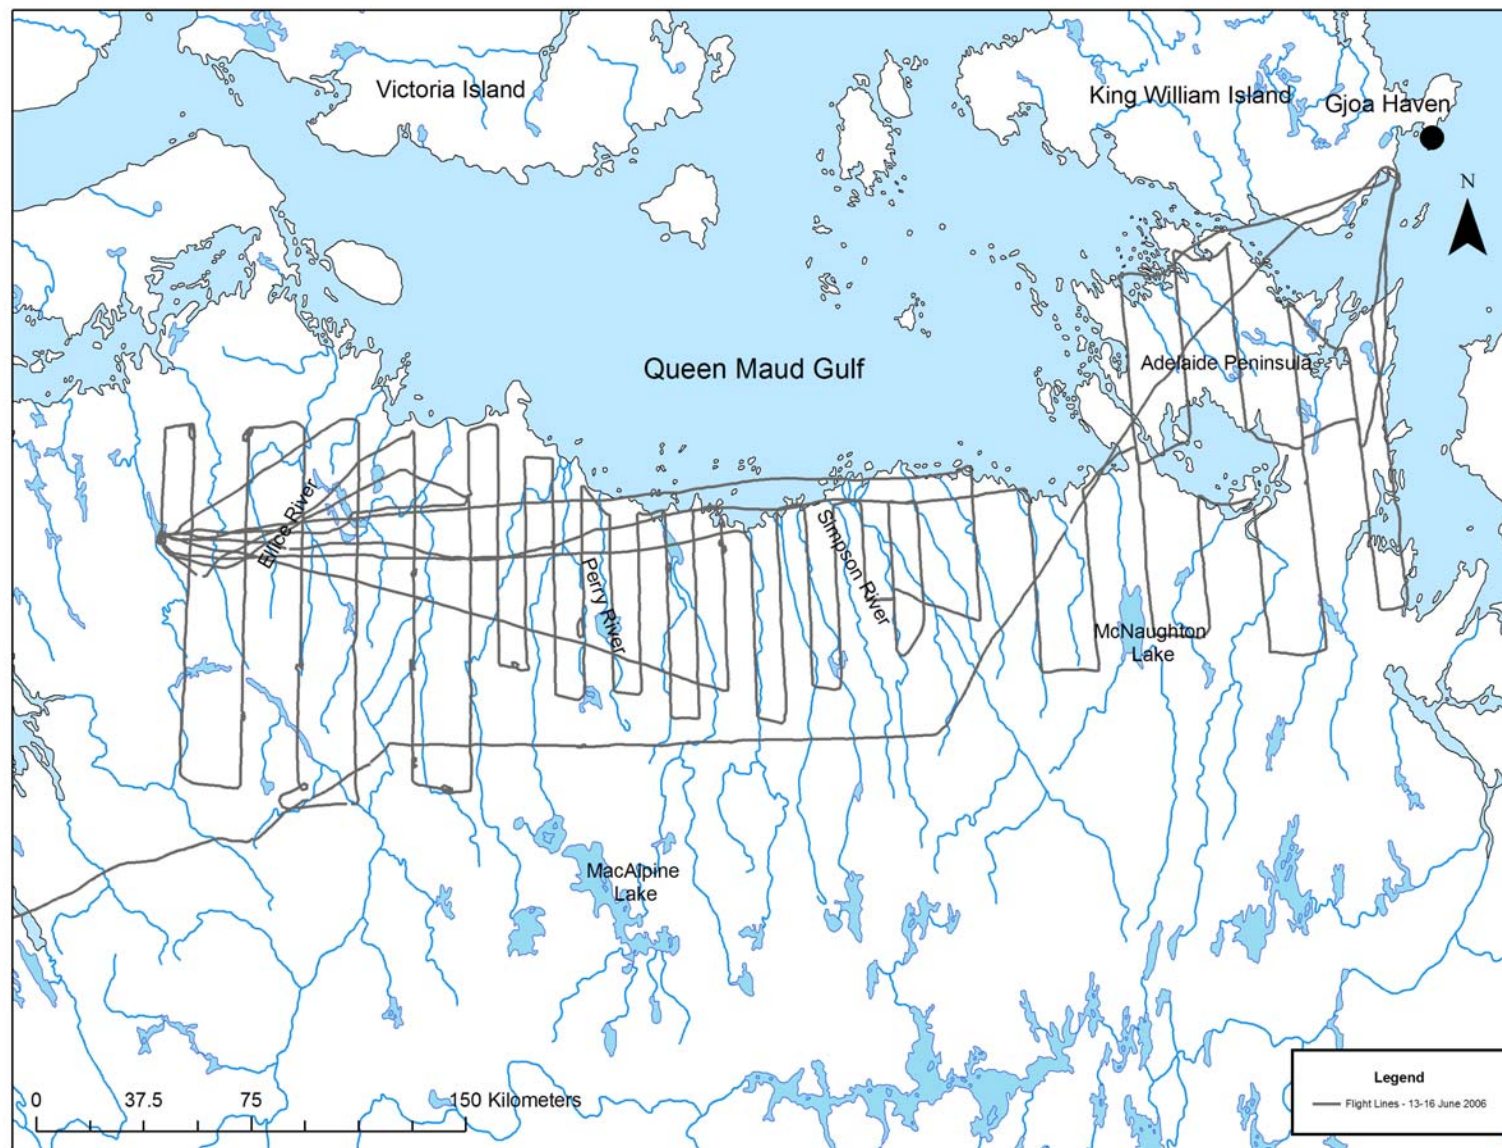 Victoria Island
King William Island
Gjoa Haven
N
Queen Maud Gulf
Adelaide Peninsula
Ellice River
Perry River
Simpson River
McNaughton
Lake
MacAlpine
Lake
0 37.5 75 150 Kilometers
Legend
Flight Lines - 13-16 June 2006